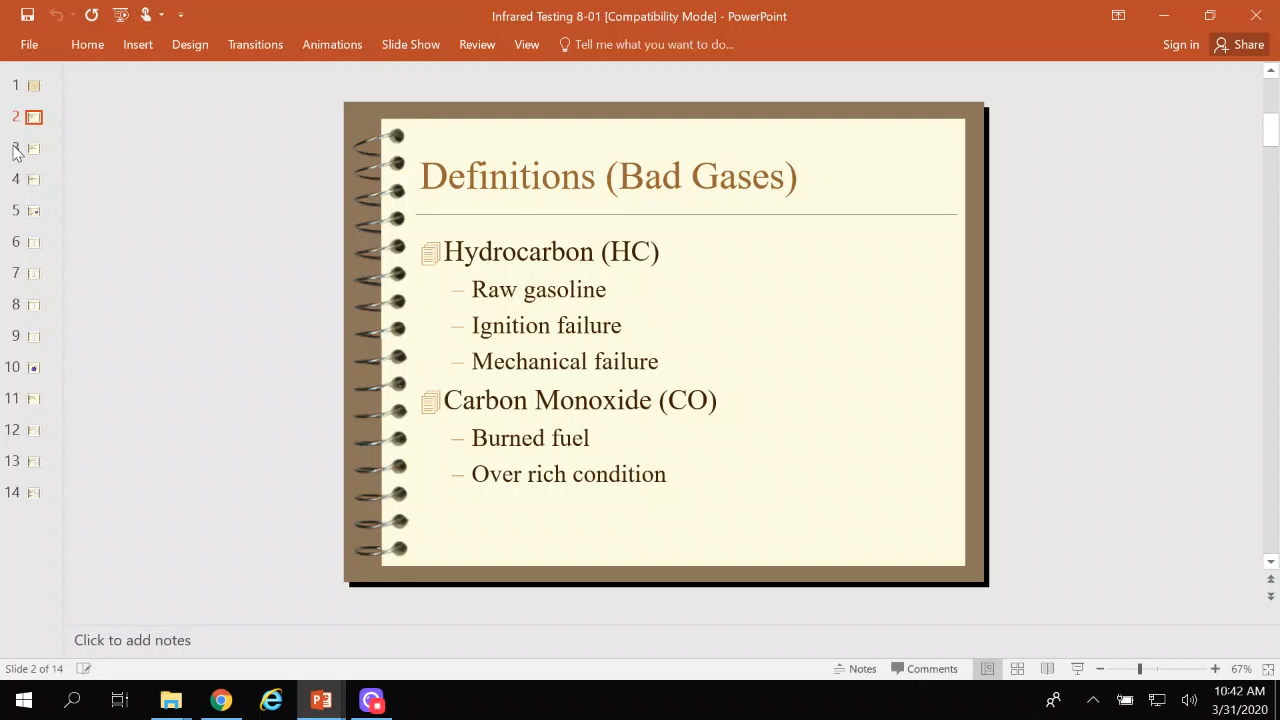 Infrared Testing 8-01 [Compatibility Mode] - PowerPoint
File Home Insert Design Transitions Animations Slide Show Review View Tell me what you want to do... Sign in Share
1
2
3
4
5
6
7
8
9
10
11
12
13
14
Definitions (Bad Gases)
Hydrocarbon (HC)
– Raw gasoline
– Ignition failure
– Mechanical failure
Carbon Monoxide (CO)
– Burned fuel
– Over rich condition
Click to add notes
Slide 2 of 14 Notes Comments 67%
10:42 AM
3/31/2020